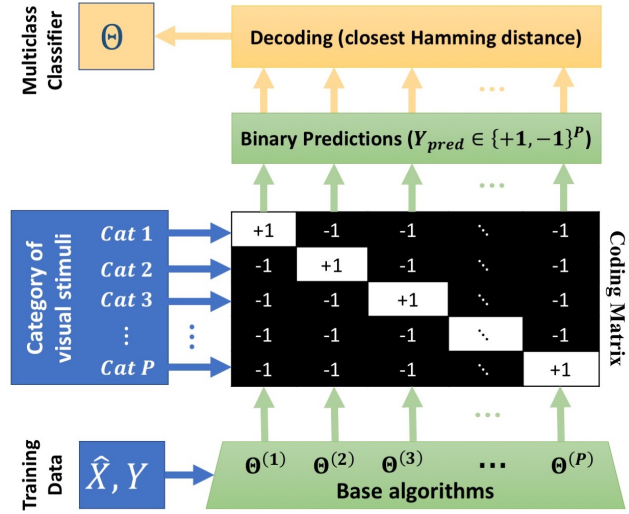 Multiclass
Classifier
Θ
Decoding (closest Hamming distance)
...
Binary Predictions (Y_pred ∈ {+1, −1}^P)
...
Category of
visual stimuli
Cat 1
Cat 2
Cat 3
⋮
Cat P
⋮
+1 -1 -1 ⋱ -1
-1 +1 -1 ⋱ -1
-1 -1 +1 ⋱ -1
-1 -1 -1 ⋱ -1
-1 -1 -1 ⋱ +1
Coding Matrix
...
Training
Data
X̂, Y
Θ^(1) Θ^(2) Θ^(3) ... Θ^(P)
Base algorithms